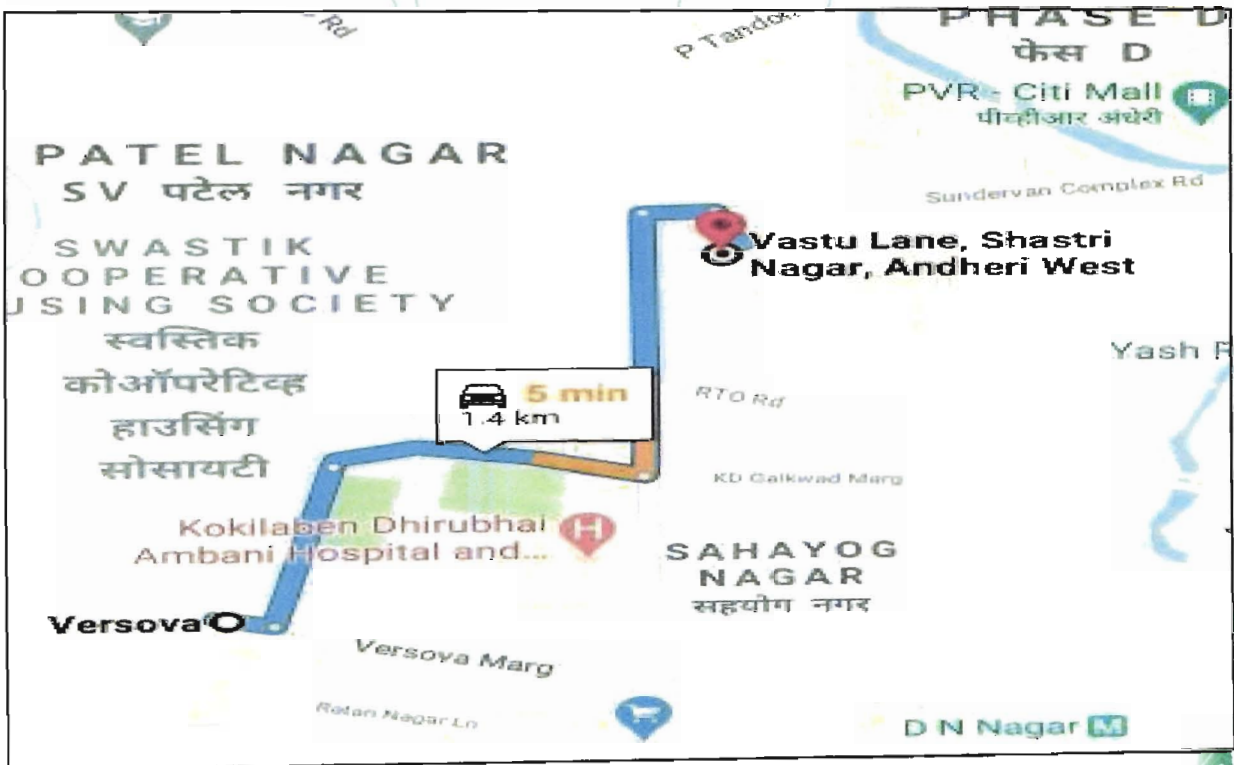 Rd
P Tandon
PHASE D
फेस D
PVR - Citi Mall
पीव्हीआर अंधेरी
PATEL NAGAR
SV पटेल नगर
Sundervan Complex Rd
SWASTIK
OOPERATIVE
USING SOCIETY
स्वस्तिक
कोऑपरेटिव्ह
हाउसिंग
सोसायटी
Vastu Lane, Shastri
Nagar, Andheri West
Yash R
5 min
1.4 km
RTO Rd
KD Gaikwad Marg
Kokilaben Dhirubhai
Ambani Hospital and...
H
SAHAYOG
NAGAR
सहयोग नगर
Versova
Versova Marg
Ratan Nagar Ln
D N Nagar M